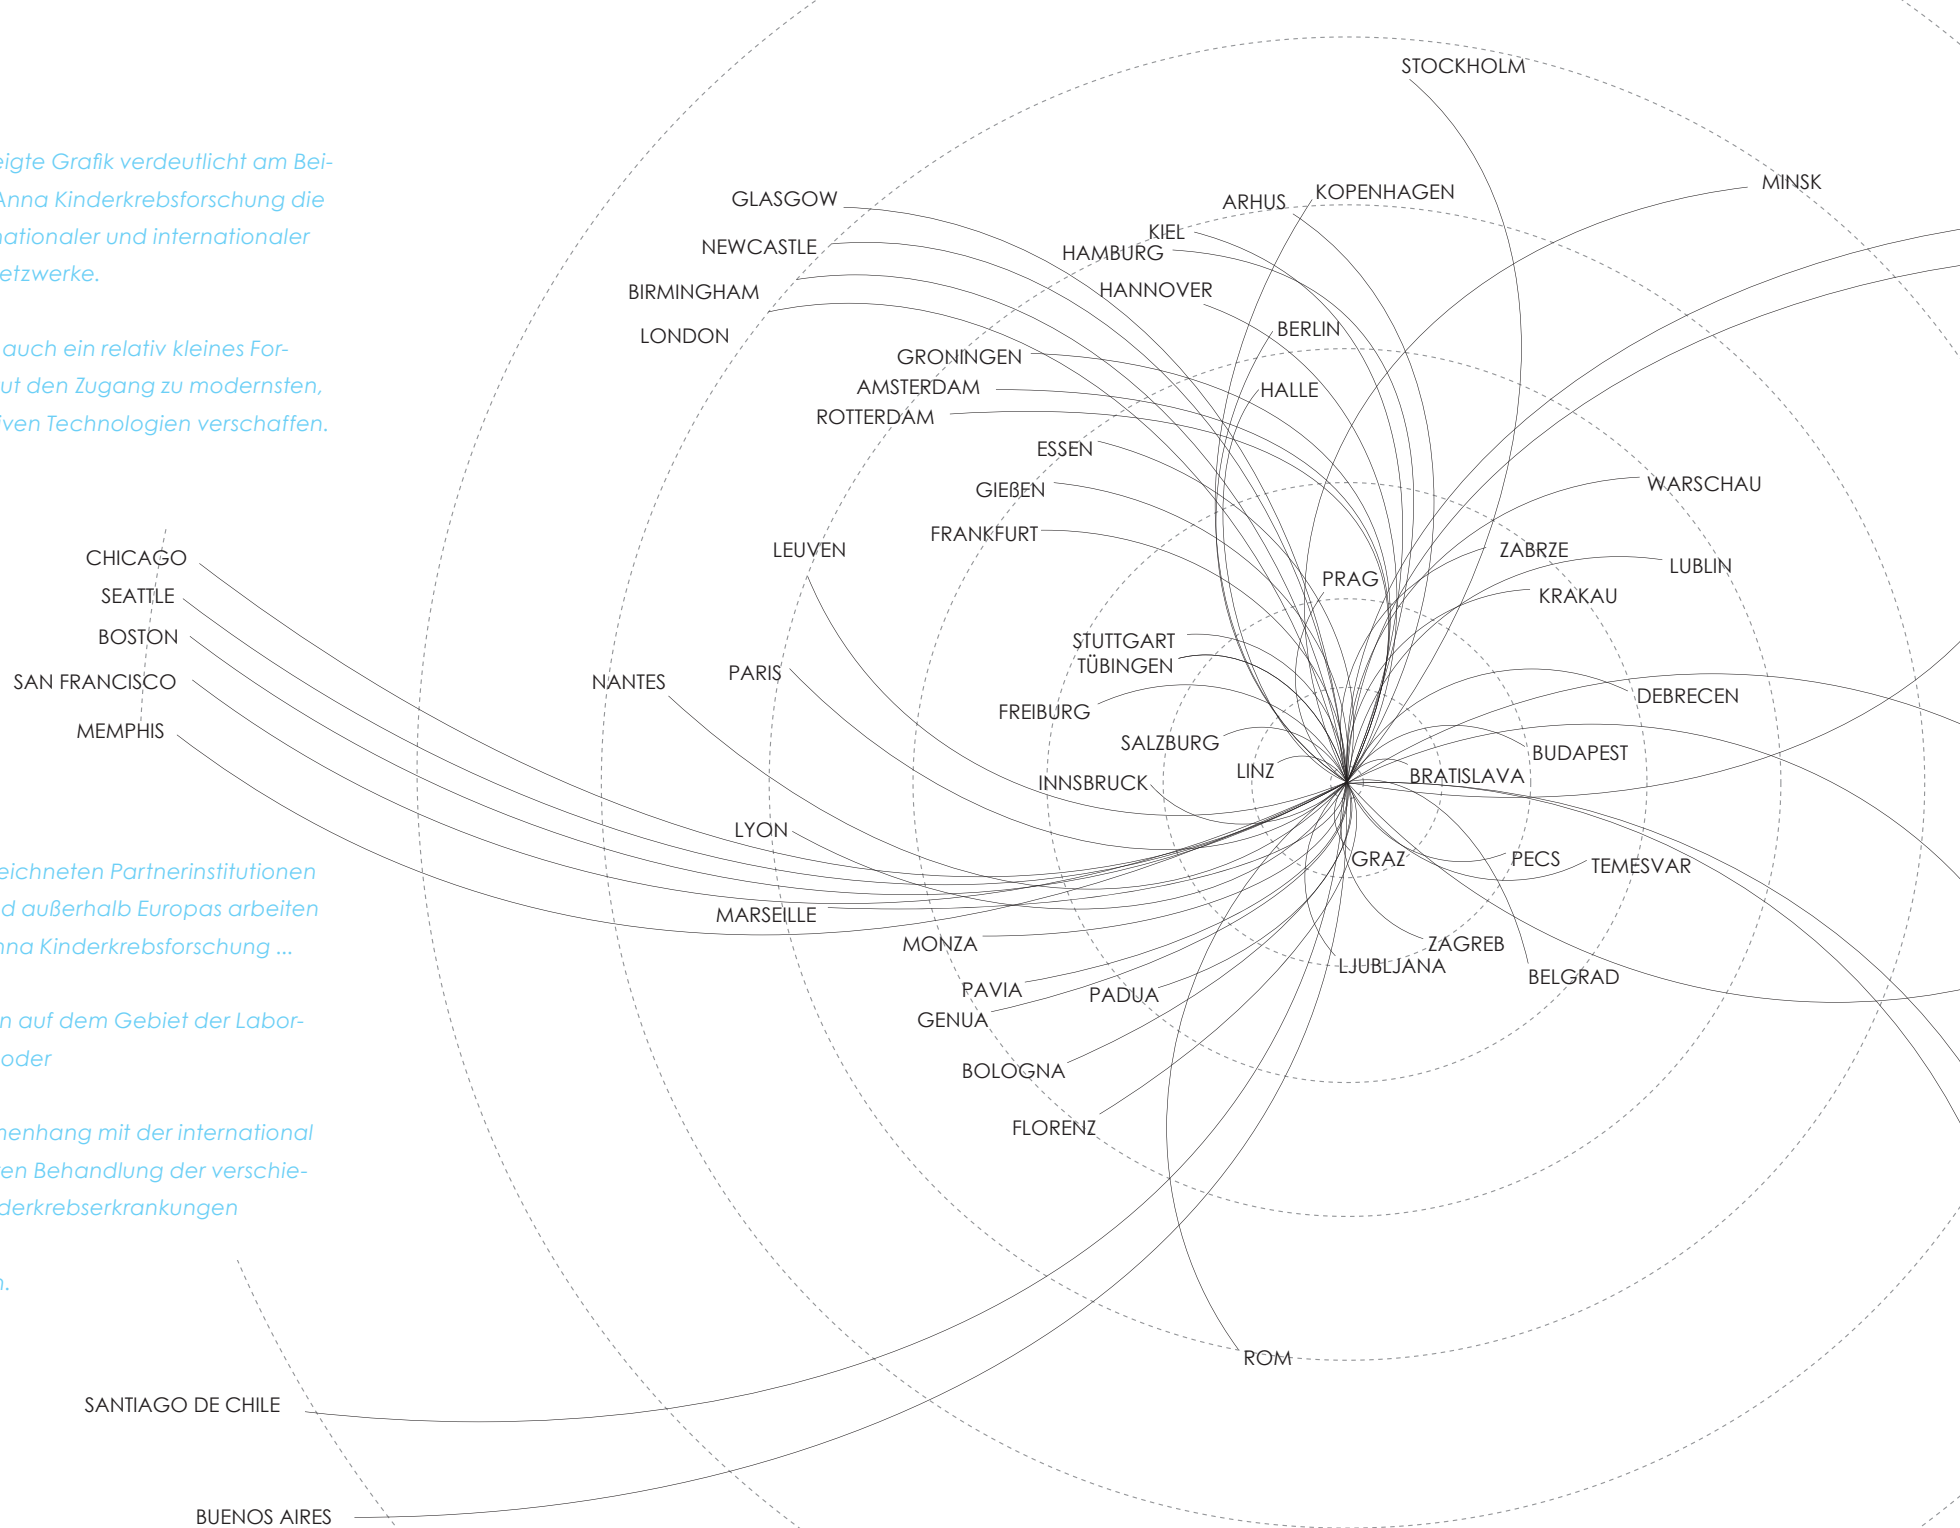 eigte Grafik verdeutlicht am Bei-
Anna Kinderkrebsforschung die
nationaler und internationaler
etzwerke.
auch ein relativ kleines For-
ut den Zugang zu modernsten,
iven Technologien verschaffen.
eichneten Partnerinstitutionen
d außerhalb Europas arbeiten
nna Kinderkrebsforschung ...
n auf dem Gebiet der Labor-
oder
menhang mit der international
en Behandlung der verschie-
derkrebserkrankungen
n.
STOCKHOLM
MINSK
GLASGOW
ARHUS
KOPENHAGEN
KIEL
NEWCASTLE
HAMBURG
BIRMINGHAM
HANNOVER
LONDON
BERLIN
GRONINGEN
AMSTERDAM
HALLE
ROTTERDAM
ESSEN
GIEßEN
WARSCHAU
FRANKFURT
LEUVEN
ZABRZE
CHICAGO
LUBLIN
PRAG
SEATTLE
KRAKAU
BOSTON
STUTTGART
TÜBINGEN
PARIS
SAN FRANCISCO
NANTES
DEBRECEN
FREIBURG
MEMPHIS
SALZBURG
BUDAPEST
LINZ
BRATISLAVA
INNSBRUCK
LYON
GRAZ
PECS
TEMESVAR
MARSEILLE
MONZA
ZAGREB
LJUBLJANA
BELGRAD
PAVIA
PADUA
GENUA
BOLOGNA
FLORENZ
ROM
SANTIAGO DE CHILE
BUENOS AIRES